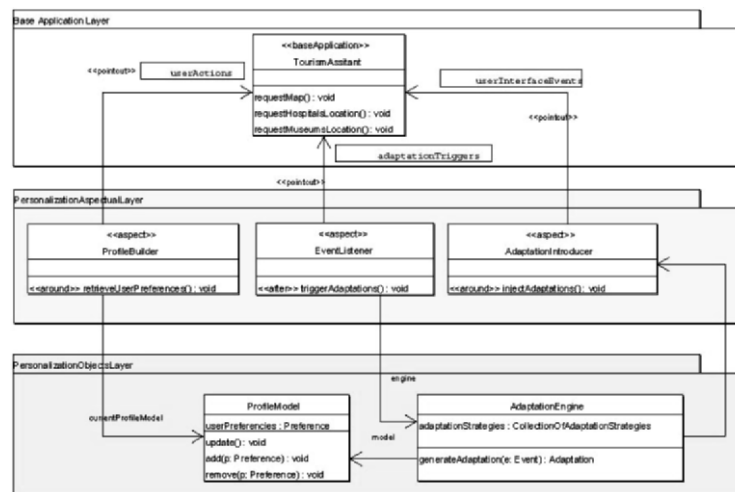 Base Application Layer
<<baseApplication>>
TourismAssitant
requestMap() : void
requestHospitalsLocation() : void
requestMuseumsLocation() : void
<<pointcut>>
userActions
userInterfaceEvents
<<pointcut>>
adaptationTriggers
<<pointcut>>
PersonalizationAspectualLayer
<<aspect>>
ProfileBuilder
<<around>> retrieveUserPreferences() : void
<<aspect>>
EventListener
<<after>> triggerAdaptations() : void
<<aspect>>
AdaptationIntroducer
<<around>> injectAdaptations() : void
PersonalizationObjectsLayer
engine
currentProfileModel
ProfileModel
userPreferencies : Preference
update() : void
add(p: Preference) : void
remove(p: Preference) : void
model
AdaptationEngine
adaptationStrategies : CollectionOfAdaptationStrategies
generateAdaptation(e: Event) : Adaptation